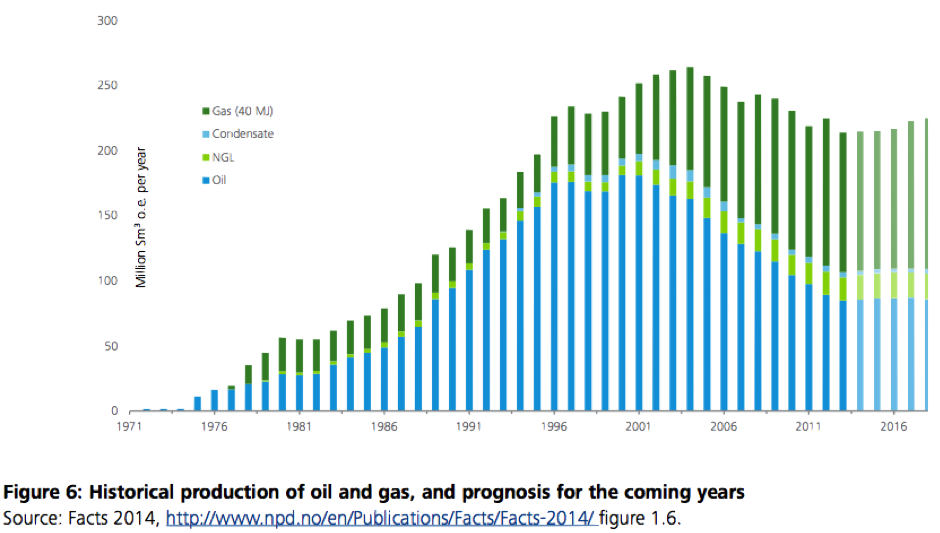 300
250
200
150
100
50
0
Million Sm³ o.e. per year
Gas (40 MJ)
Condensate
NGL
Oil
1971 1976 1981 1986 1991 1996 2001 2006 2011 2016
Figure 6: Historical production of oil and gas, and prognosis for the coming years
Source: Facts 2014, http://www.npd.no/en/Publications/Facts/Facts-2014/ figure 1.6.